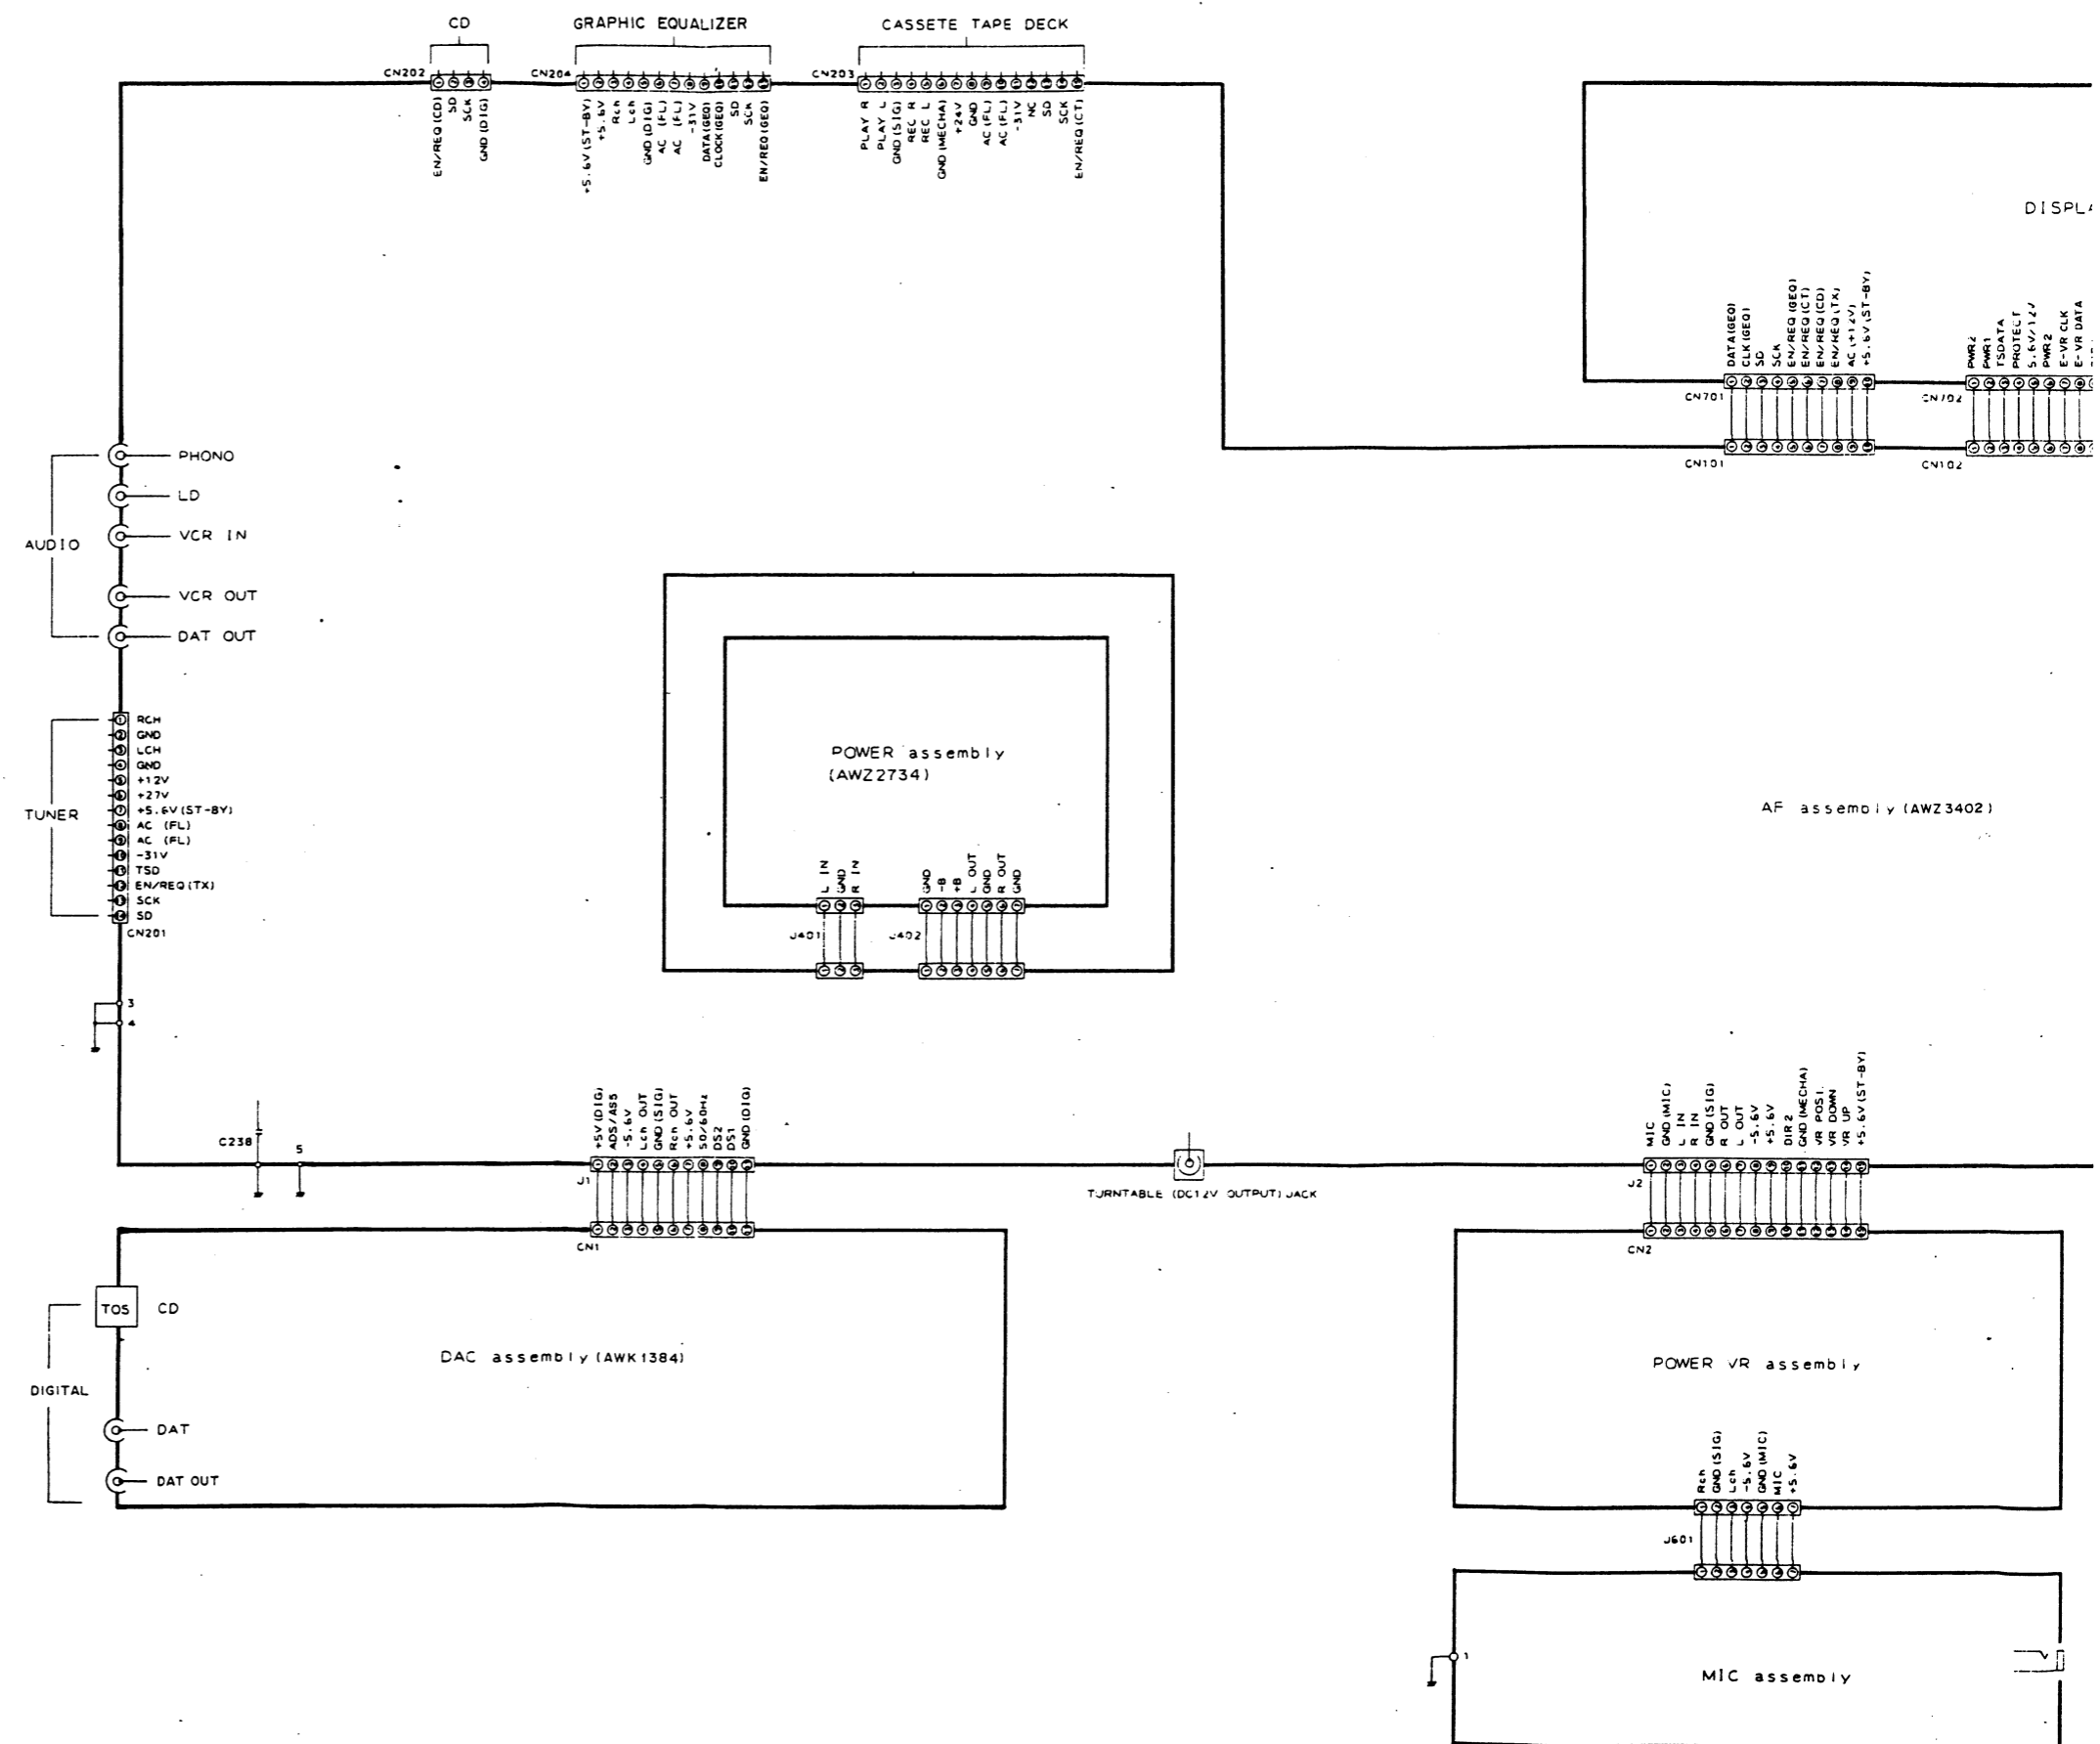 CD
GRAPHIC EQUALIZER
CASSETE TAPE DECK
CN202
CN204
CN203
EN/REQ(CD)
SD
SCK
GND(DIG)
+5.6V(ST-BY)
+5.6V
Rch
Lch
GND(DIG)
AC (FL)
AC (FL)
-31V
DATA(GEQ)
CLOCK(GEQ)
SD
SCK
EN/REQ(GEQ)
PLAY R
PLAY L
GND(SIG)
REC R
REC L
GND(MECHA)
+24V
GND
AC(FL)
AC(FL)
-31V
NC
SD
SCK
EN/REQ(CT)
DISPLA
DATA(GEQ)
CLK(GEQ)
SD
SCK
EN/REQ(GEQ)
EN/REQ(CT)
EN/REQ(CD)
EN/REQ(TX)
AC(+12V)
+5.6V(ST-BY)
PWR2
PWR1
TSDATA
PROTECT
5.6V/12V
PWR2
E-VR CLK
E-VR DATA
CN701
CN702
CN101
CN102
AUDIO
PHONO
LD
VCR IN
VCR OUT
DAT OUT
TUNER
RCH
GND
LCH
GND
+12V
+27V
+5.6V(ST-BY)
AC (FL)
AC (FL)
-31V
TSD
EN/REQ(TX)
SCK
SD
CN201
3
4
POWER assembly
(AWZ2734)
L IN
GND
R IN
GND
-B
+B
L OUT
GND
R OUT
GND
J401
J402
AF assembly(AWZ3402)
C238
5
+5V(DIG)
ADS/AS5
-5.6V
Lch OUT
GND(SIG)
Rch OUT
+5.6V
50/60Hz
DS2
DS1
GND(DIG)
J1
CN1
TURNTABLE (DC12V OUTPUT) JACK
MIC
GND(MIC)
L IN
R IN
GND(SIG)
R OUT
L OUT
-5.6V
+5.6V
DIR2
GND(MECHA)
VR POSI.
VR DOWN
VR UP
+5.6V(ST-BY)
J2
CN2
DIGITAL
TOS
CD
DAT
DAT OUT
DAC assembly(AWK1384)
POWER VR assembly
Rch
GND(SIG)
Lch
-5.6V
GND(MIC)
MIC
+5.6V
J601
1
MIC assembly